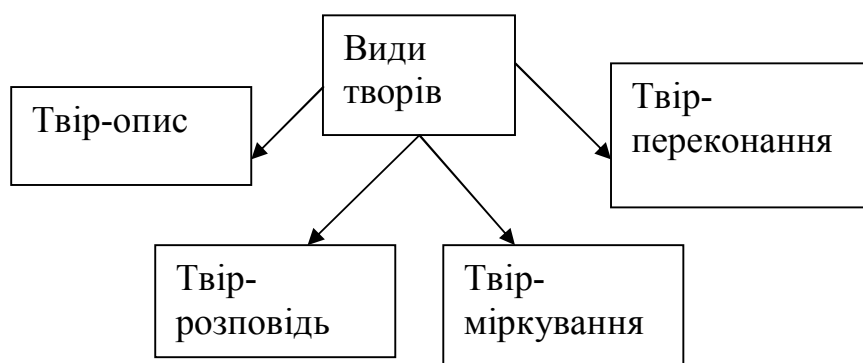 Види
творів
Твір-опис
Твір-
переконання
Твір-
розповідь
Твір-
міркування